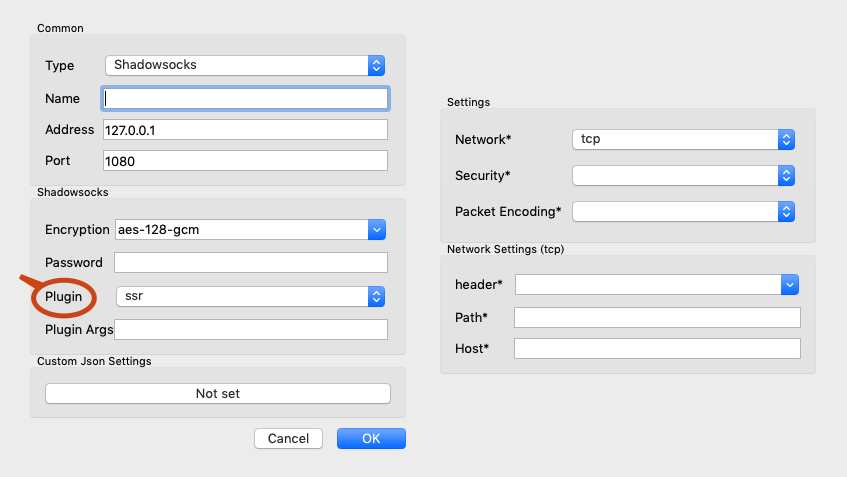 Common
Type Shadowsocks
Name
Address 127.0.0.1
Port 1080
Shadowsocks
Encryption aes-128-gcm
Password
Plugin ssr
Plugin Args
Custom Json Settings
Not set
Cancel OK
Settings
Network* tcp
Security*
Packet Encoding*
Network Settings (tcp)
header*
Path*
Host*